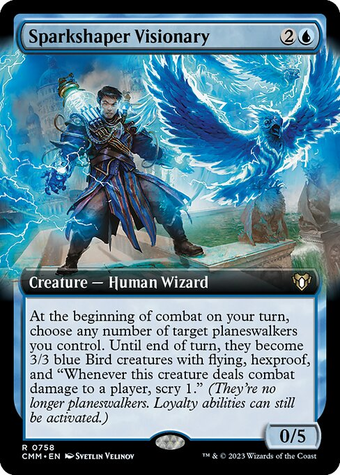 Sparkshaper Visionary 2
Creature — Human Wizard
At the beginning of combat on your turn,
choose any number of target planeswalkers
you control. Until end of turn, they become
3/3 blue Bird creatures with flying, hexproof,
and “Whenever this creature deals combat
damage to a player, scry 1.” (They’re no
longer planeswalkers. Loyalty abilities can still
be activated.)
0/5
R 0758
CMM • EN Svetlin Velinov
™ & © 2023 Wizards of the Coast